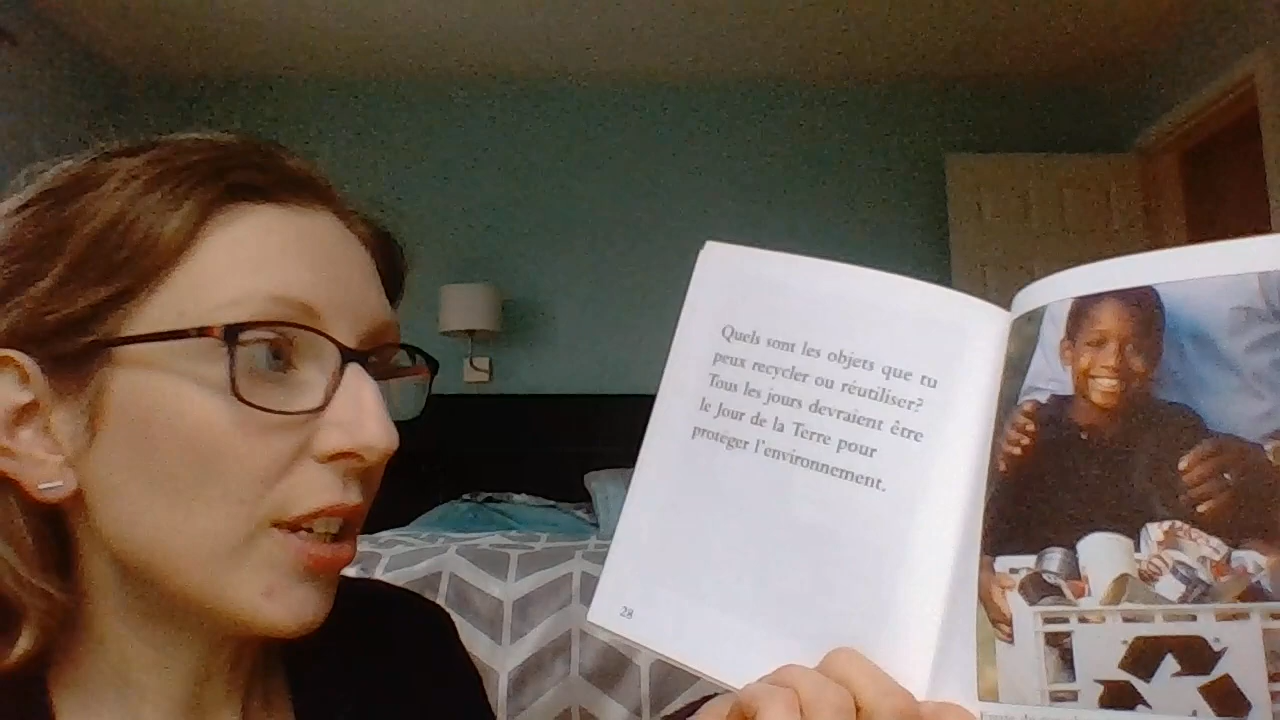 Quels sont les objets que tu
peux recycler ou réutiliser?
Tous les jours devraient être
le Jour de la Terre pour
protéger l'environnement.
28